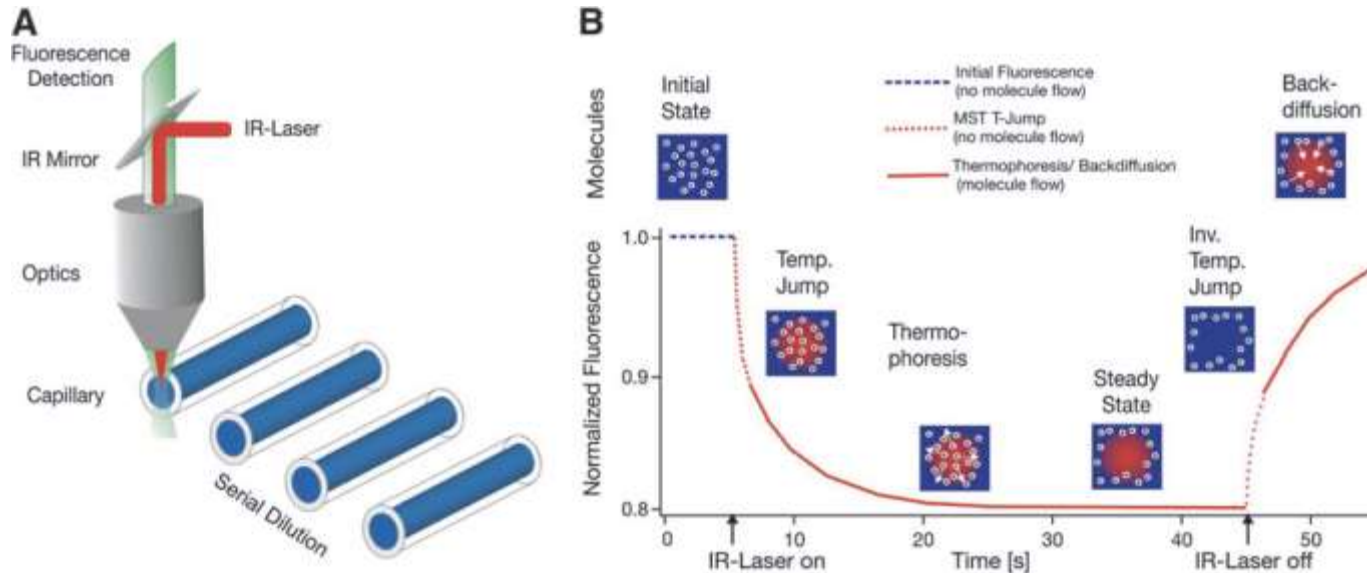 A
Fluorescence
Detection
IR-Laser
IR Mirror
Optics
Capillary
Serial Dilution
B
Molecules
Initial
State
Initial Fluorescence
(no molecule flow)
MST T-Jump
(no molecule flow)
Thermophoresis/ Backdiffusion
(molecule flow)
Back-
diffusion
Normalized Fluorescence
1.0
0.9
0.8
Temp.
Jump
Thermo-
phoresis
Steady
State
Inv.
Temp.
Jump
0
10
20
30
40
50
IR-Laser on
Time [s]
IR-Laser off